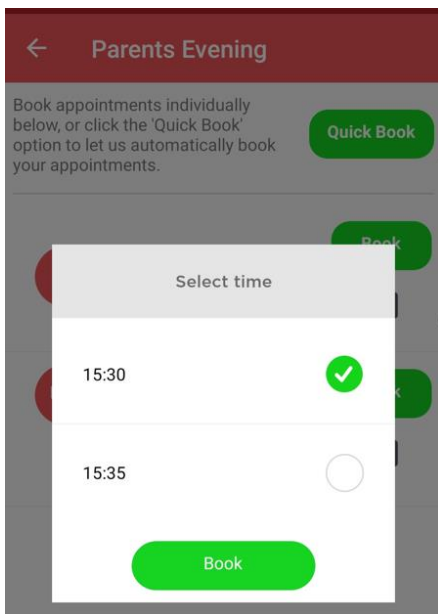 Parents Evening
Book appointments individually
below, or click the 'Quick Book'
option to let us automatically book
your appointments.
Quick Book
Book
Select time
15:30
15:35
Book